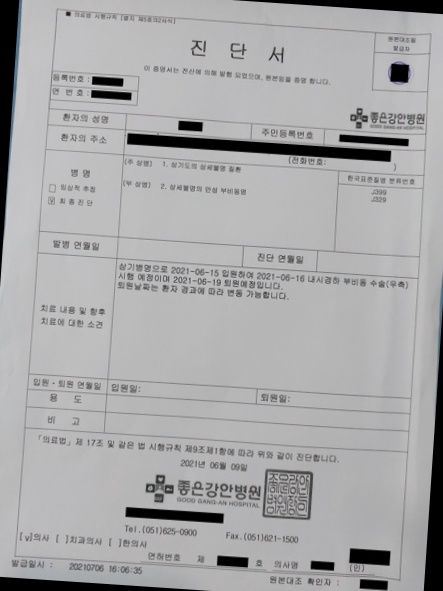 ■ 의료법 시행규칙 [별지 제5호의2서식]
원본대조필
발급자
진 단 서
이 증명서는 전산에 의해 발행 되었으며, 원본임을 증명 합니다.
등록번호 :
연 번 호 :
좋은강안병원
GOOD GANG-AN HOSPITAL
환자의 성명
주민등록번호
환자의 주소
(전화번호: )
병 명
□ 임상적 추정
☑ 최 종 진 단
(주 상병) 1. 상기도의 상세불명 질환
(부 상병) 2. 상세불명의 만성 부비동염
한국표준질병 분류번호
J399
J329
발병 연월일
진단 연월일
치료 내용 및 향후
치료에 대한 소견
상기병명으로 2021-06-15 입원하여 2021-06-16 내시경하 부비동 수술(우측)
시행 예정이며 2021-06-19 퇴원예정입니다.
퇴원날짜는 환자 경과에 따라 변동 가능합니다.
입원·퇴원 연월일
입원일:
퇴원일:
용 도
비 고
「의료법」 제 17조 및 같은 법 시행규칙 제9조제1항에 따라 위와 같이 진단합니다.
2021년 06월 09일
좋은강안병원
GOOD GANG-AN HOSPITAL
Tel.(051)625-0900 Fax.(051)621-1500
[√]의사 [ ]치과의사 [ ]한의사
면허번호 제 호 의사명 (인)
발급일시 : 20210706 16:06:35
원본대조 확인자 :